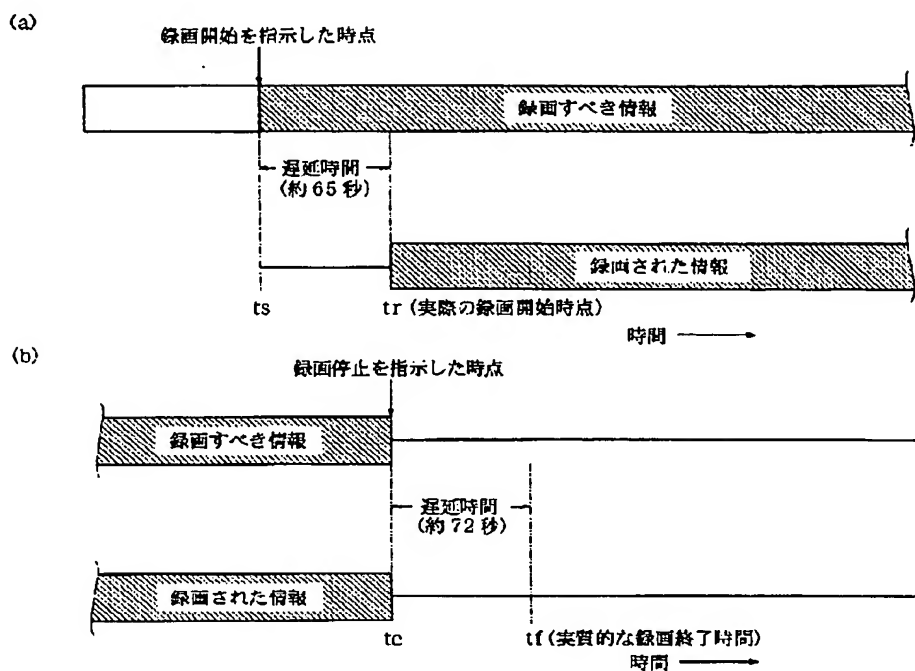 (a)
録画開始を指示した時点
録画すべき情報
遅延時間
(約 65 秒)
録画された情報
ts
tr (実際の録画開始時点)
時間
(b)
録画停止を指示した時点
録画すべき情報
遅延時間
(約 72 秒)
録画された情報
tc
tf (実質的な録画終了時間)
時間